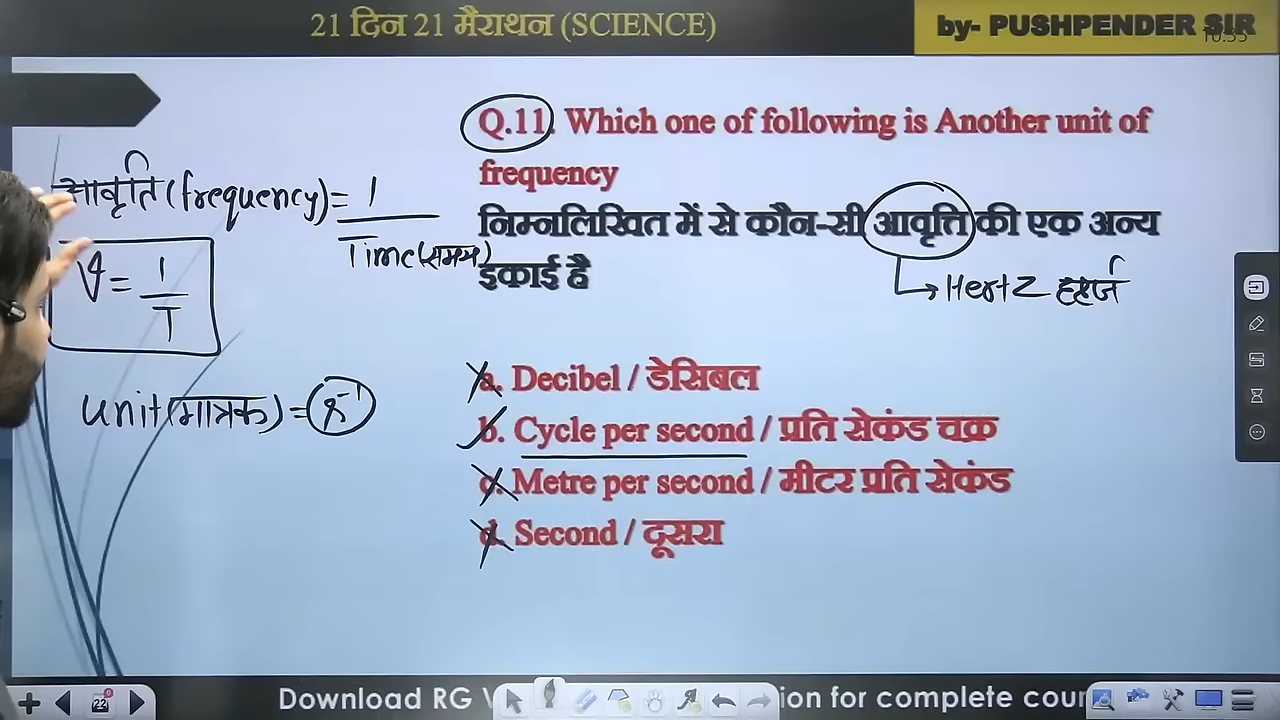 21 दिन 21 मैराथन (SCIENCE)
by- PUSHPENDER SIR
Q.11. Which one of following is Another unit of
frequency
निम्नलिखित में से कौन-सी आवृत्ति की एक अन्य
इकाई है
Hertz हर्ट्ज
आवृत्ति (frequency) = 1
Time (समय)
ν = 1
T
unit (मात्रक) = s⁻¹
a. Decibel / डेसिबल
b. Cycle per second / प्रति सेकंड चक्र
c. Metre per second / मीटर प्रति सेकंड
d. Second / दूसरा
22
Download RG ion for complete cour